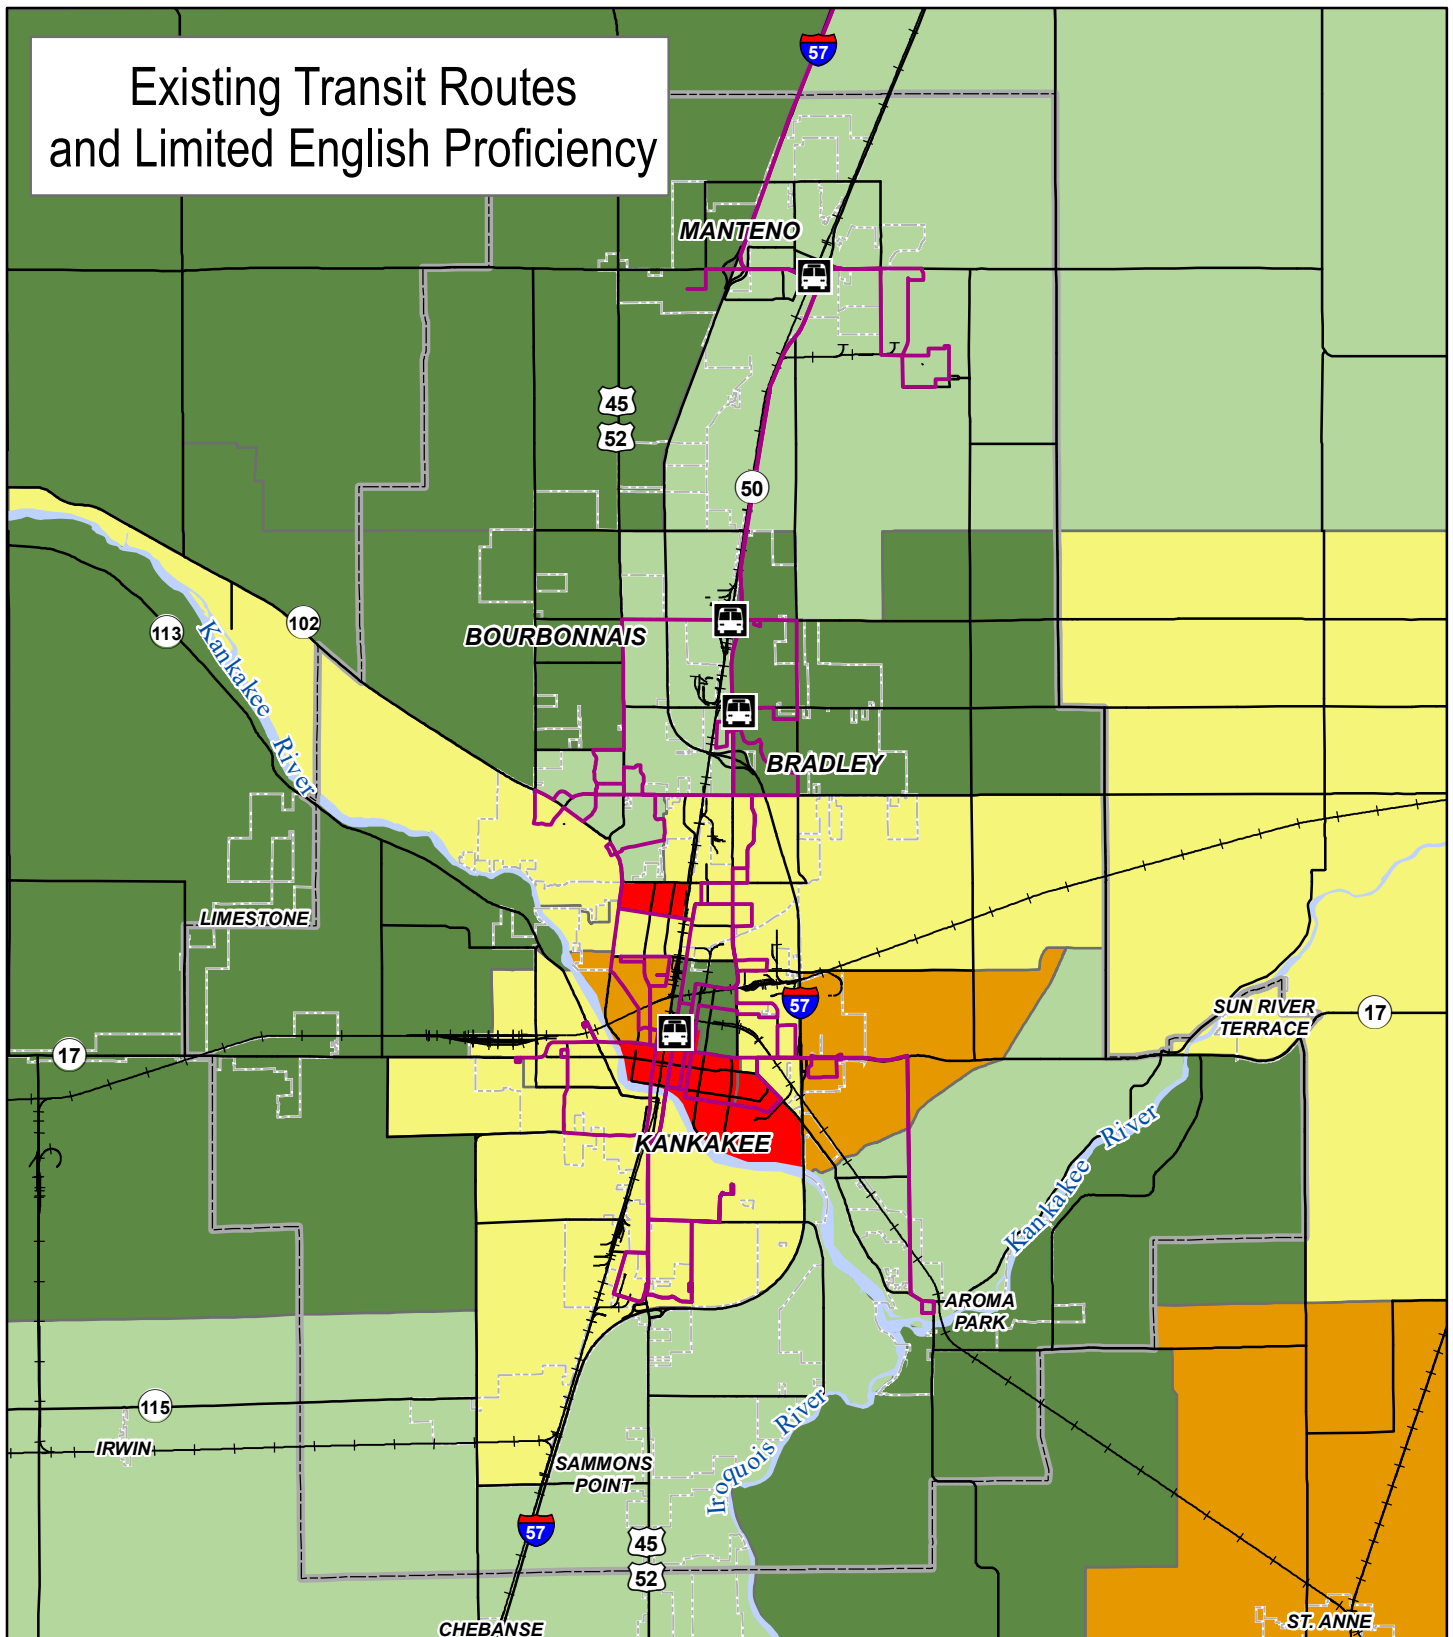 Existing Transit Routes
and Limited English Proficiency
57
MANTENO
45
52
50
113
102
Kankakee
River
BOURBONNAIS
BRADLEY
LIMESTONE
57
SUN RIVER
TERRACE
17
17
KANKAKEE
Kankakee River
AROMA
PARK
115
IRWIN
Iroquois River
SAMMONS
POINT
57
45
52
CHEBANSE
ST. ANNE